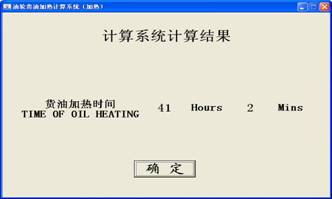 油轮货油加热计算系统（加热）
计算系统计算结果
货油加热时间 41 Hours 2 Mins
TIME OF OIL HEATING
确 定